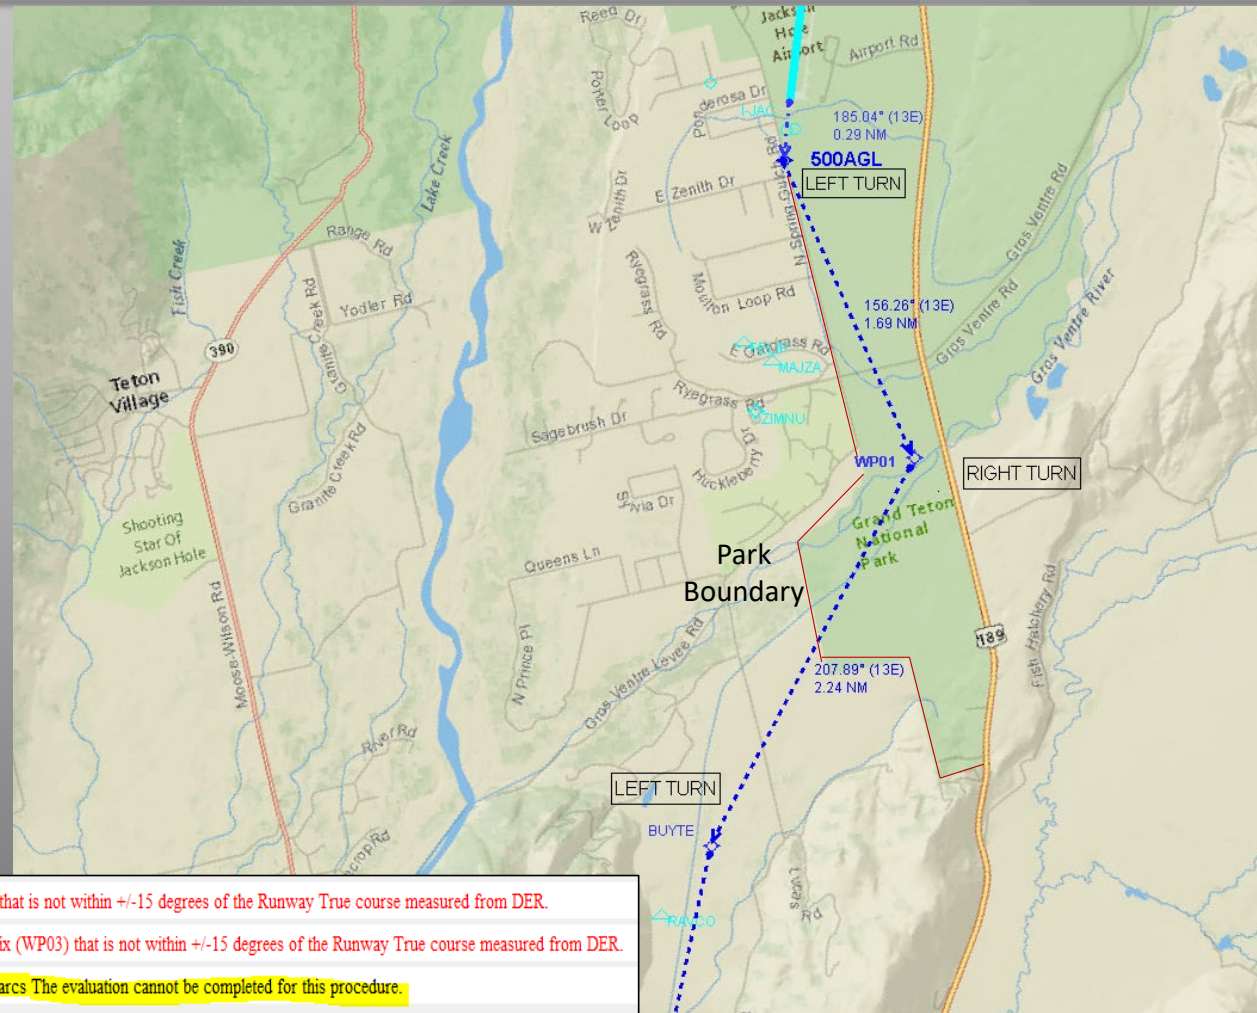 Reed Dr
Jackson
Hole
Airport
Airport Rd
Porter Loop
Ponderosa Dr
I-JAC
185.04° (13E)
0.29 NM
500AGL
LEFT TURN
Lake Creek
E Zenith Dr
W Zenith Dr
N Spring Gulch Rd
Gros Ventre Rd
Range Rd
Fish Creek
Granite Creek Rd
Yodler Rd
Ryegrass Rd
Moulton Loop Rd
156.26° (13E)
1.69 NM
Gros Ventre Rd
Gros Ventre River
390
E Oatgrass Rd
MAJZA
Teton
Village
Ryegrass Rd
ZIMNU
Sagebrush Dr
Huckleberry Dr
WP01
RIGHT TURN
Granite Creek Rd
Grand Teton
National
Park
Shooting
Star Of
Jackson Hole
Queens Ln
Park
Boundary
Moose-Wilson Rd
Fish Hatchery Rd
189
N Prince Pl
Gros Ventre Levee Rd
207.89° (13E)
2.24 NM
River Rd
LEFT TURN
BUYTE
RAVCO
Rd
that is not within +/-15 degrees of the Runway True course measured from DER.
ix (WP03) that is not within +/-15 degrees of the Runway True course measured from DER.
arcs The evaluation cannot be completed for this procedure.